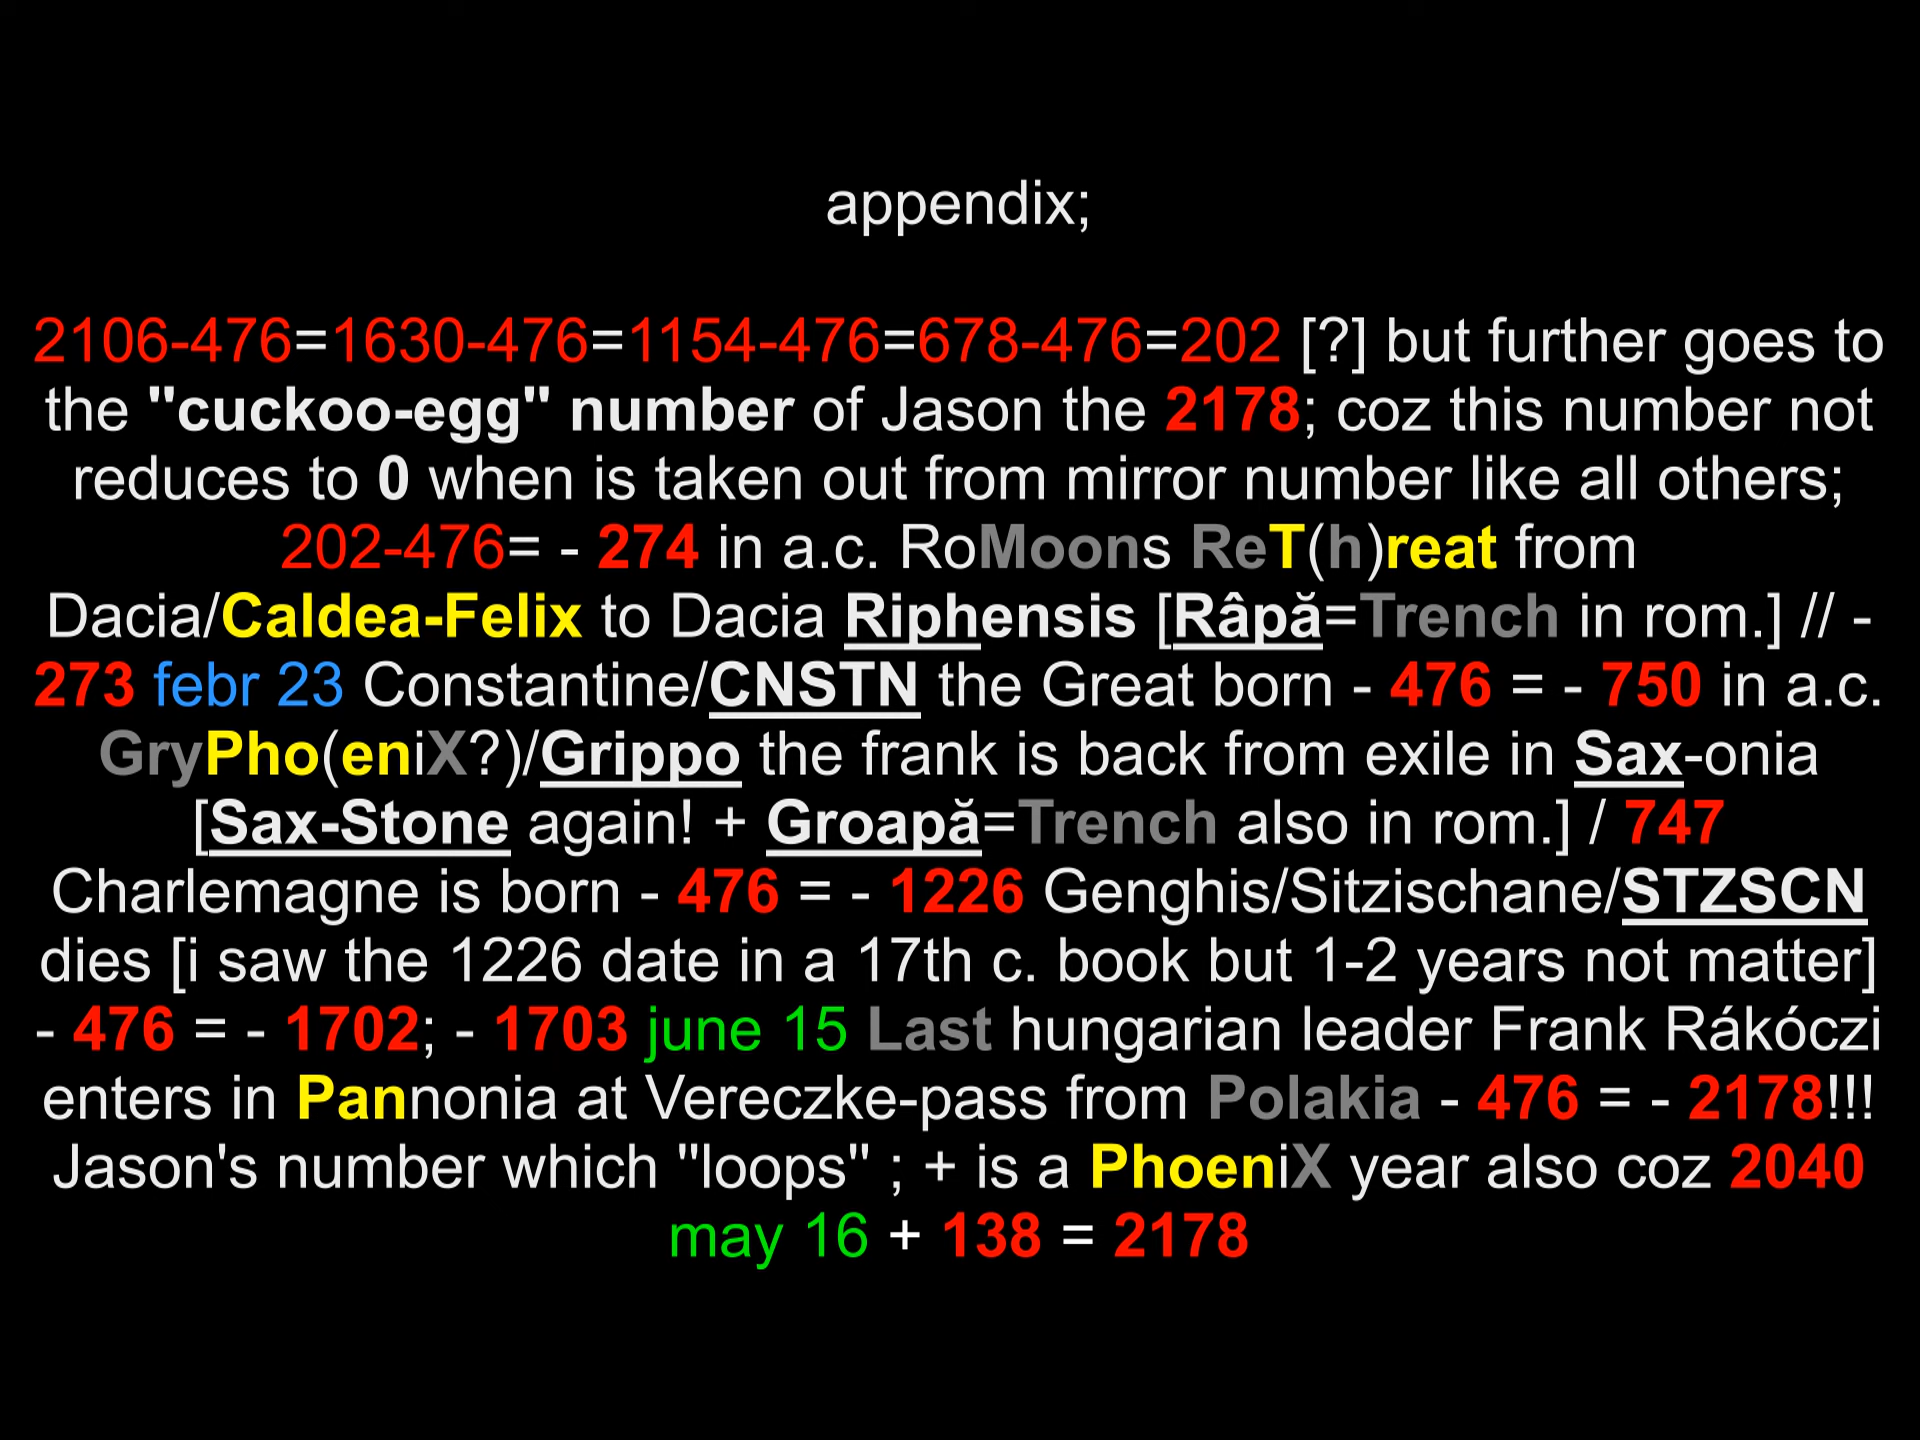 appendix;
2106-476=1630-476=1154-476=678-476=202 [?] but further goes to
the "cuckoo-egg" number of Jason the 2178; coz this number not
reduces to 0 when is taken out from mirror number like all others;
202-476= - 274 in a.c. RoMoons ReT(h)reat from
Dacia/Caldea-Felix to Dacia Riphensis [Râpă=Trench in rom.] // -
273 febr 23 Constantine/CNSTN the Great born - 476 = - 750 in a.c.
GryPho(eniX?)/Grippo the frank is back from exile in Sax-onia
[Sax-Stone again! + Groapă=Trench also in rom.] / 747
Charlemagne is born - 476 = - 1226 Genghis/Sitzischane/STZSCN
dies [i saw the 1226 date in a 17th c. book but 1-2 years not matter]
- 476 = - 1702; - 1703 june 15 Last hungarian leader Frank Rákóczi
enters in Pannonia at Vereczke-pass from Polakia - 476 = - 2178!!!
Jason's number which "loops" ; + is a PhoeniX year also coz 2040
may 16 + 138 = 2178